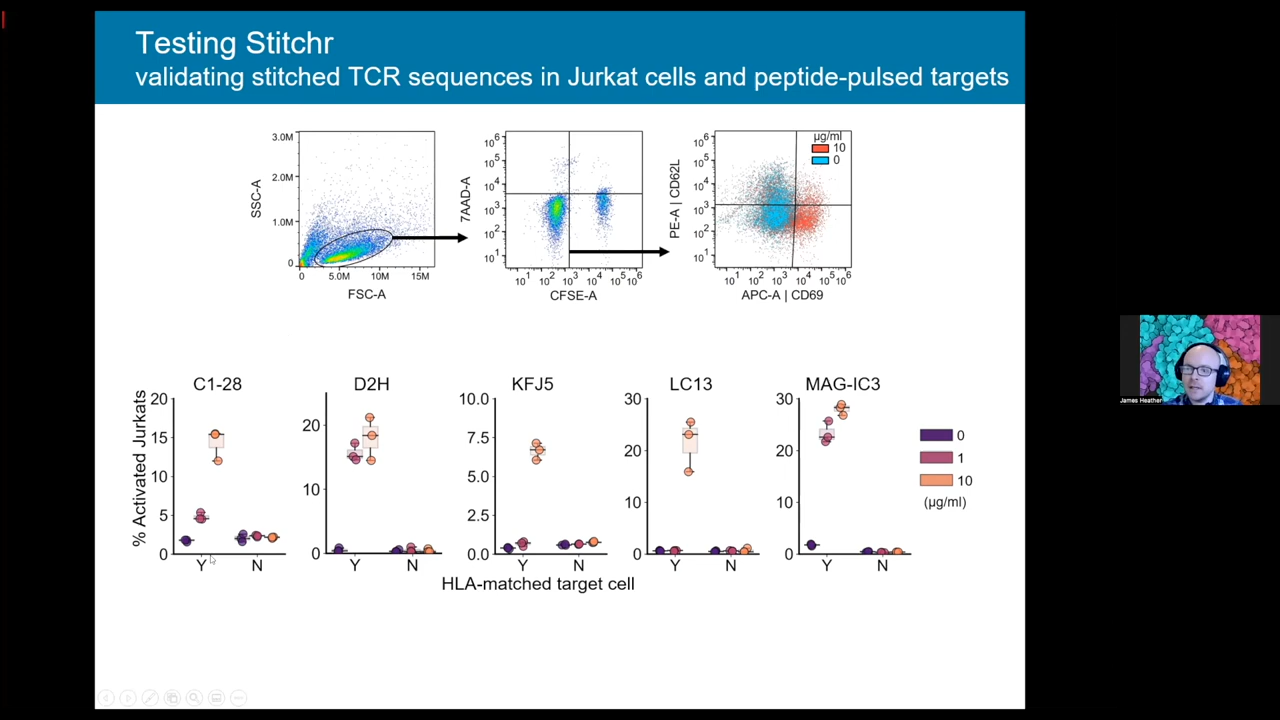 Testing Stitchr
validating stitched TCR sequences in Jurkat cells and peptide-pulsed targets
3.0M
2.0M
1.0M
0
SSC-A
0 5.0M 10M 15M
FSC-A
10⁶
10⁵
10⁴
10³
10²
10¹
7AAD-A
10¹ 10² 10³ 10⁴ 10⁵ 10⁶
CFSE-A
µg/ml
10
0
10⁶
10⁵
10⁴
10³
10²
10¹
PE-A | CD62L
10¹ 10² 10³ 10⁴ 10⁵ 10⁶
APC-A | CD69
C1-28
D2H
KFJ5
LC13
MAG-IC3
% Activated Jurkats
20
15
10
5
0
Y N
20
10
0
Y N
10.0
7.5
5.0
2.5
0.0
Y N
30
20
10
0
Y N
30
20
10
0
Y N
HLA-matched target cell
0
1
10
(µg/ml)
James Heather